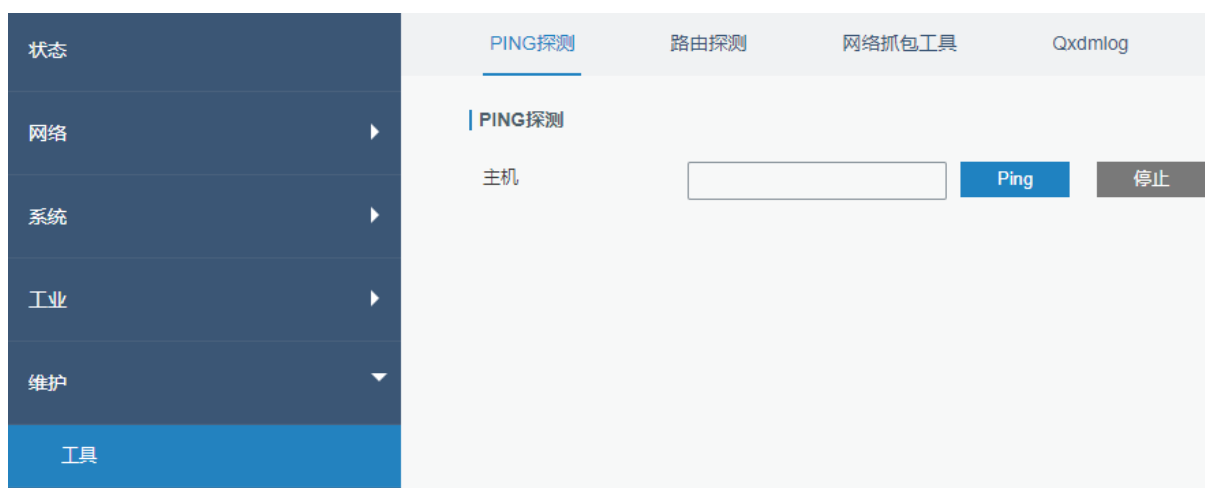 状态
网络
系统
工业
维护
工具
PING探测 路由探测 网络抓包工具 Qxdmlog
PING探测
主机 Ping 停止